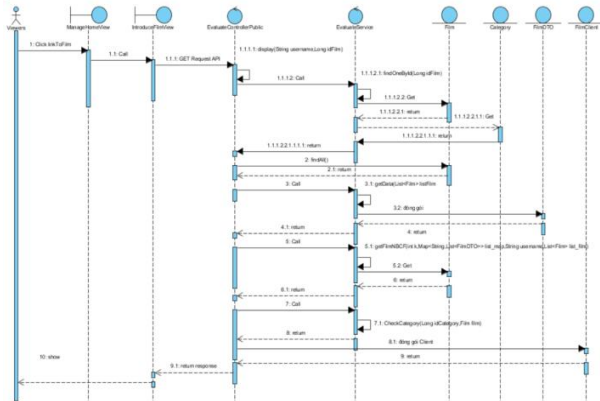 Viewers
ManageHomeView
IntroduceFilmView
EvaluateControllerPublic
EvaluateService
Film
Category
FilmDTO
FilmClient
1: Click linkToFilm
1.1: Call
1.1.1: GET Request API
1.1.1.1: display(String username,Long idFilm)
1.1.1.2: Call
1.1.1.2.1: findOneById(Long idFilm)
1.1.1.2.2: Get
1.1.1.2.2.1: return
1.1.1.2.2.1.1: Get
1.1.1.2.2.1.1.1: return
1.1.1.2.2.1.1.1.1: return
2: findAll()
2.1: return
3: Call
3.1: getData(List<Film> listFilm
3.2: đóng gói
4: return
4.1: return
5: Call
5.1: getFilmNBCF(int k,Map<String,List<FilmDTO>> list_map,String username,List<Film> list_film)
5.2: Get
6: return
6.1: return
7: Call
7.1: CheckCategory(Long idCategory,Film film)
8: return
8.1: đóng gói Client
9: return
9.1: return response
10: show